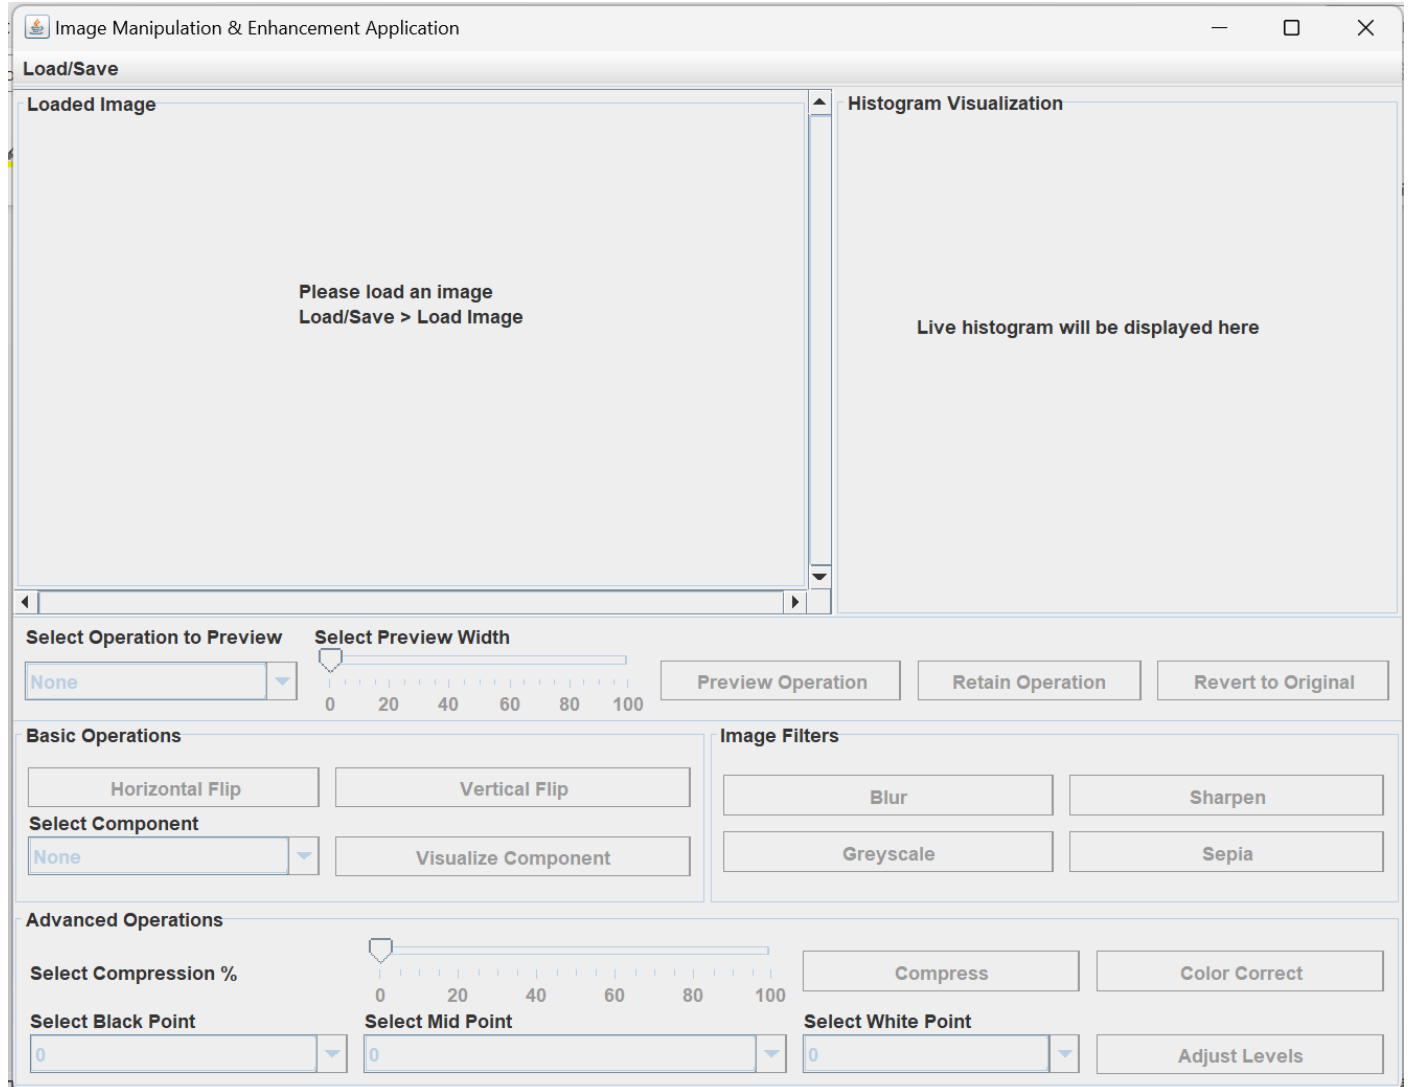 Image Manipulation & Enhancement Application
Load/Save
Loaded Image
Please load an image
Load/Save > Load Image
Histogram Visualization
Live histogram will be displayed here
Select Operation to Preview
None
Select Preview Width
0 20 40 60 80 100
Preview Operation
Retain Operation
Revert to Original
Basic Operations
Horizontal Flip
Vertical Flip
Select Component
None
Visualize Component
Image Filters
Blur
Sharpen
Greyscale
Sepia
Advanced Operations
Select Compression %
0 20 40 60 80 100
Compress
Color Correct
Select Black Point
0
Select Mid Point
0
Select White Point
0
Adjust Levels